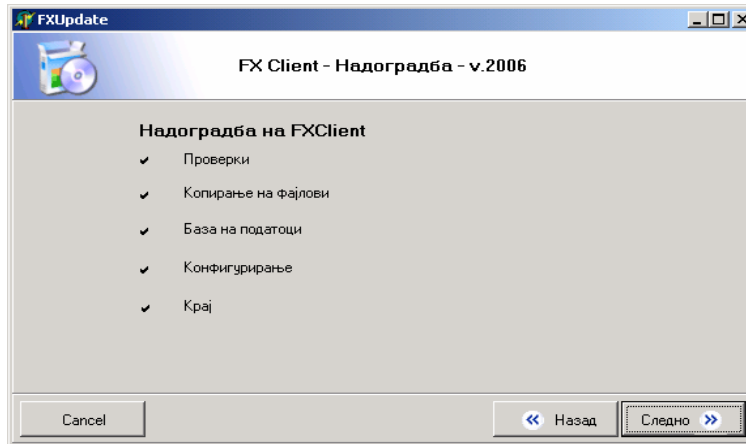 FXUpdate
FX Client - Надоградба - v.2006
Надоградба на FXClient
Проверки
Копирање на фајлови
База на податоци
Конфигурирање
Крај
Cancel
Назад
Следно